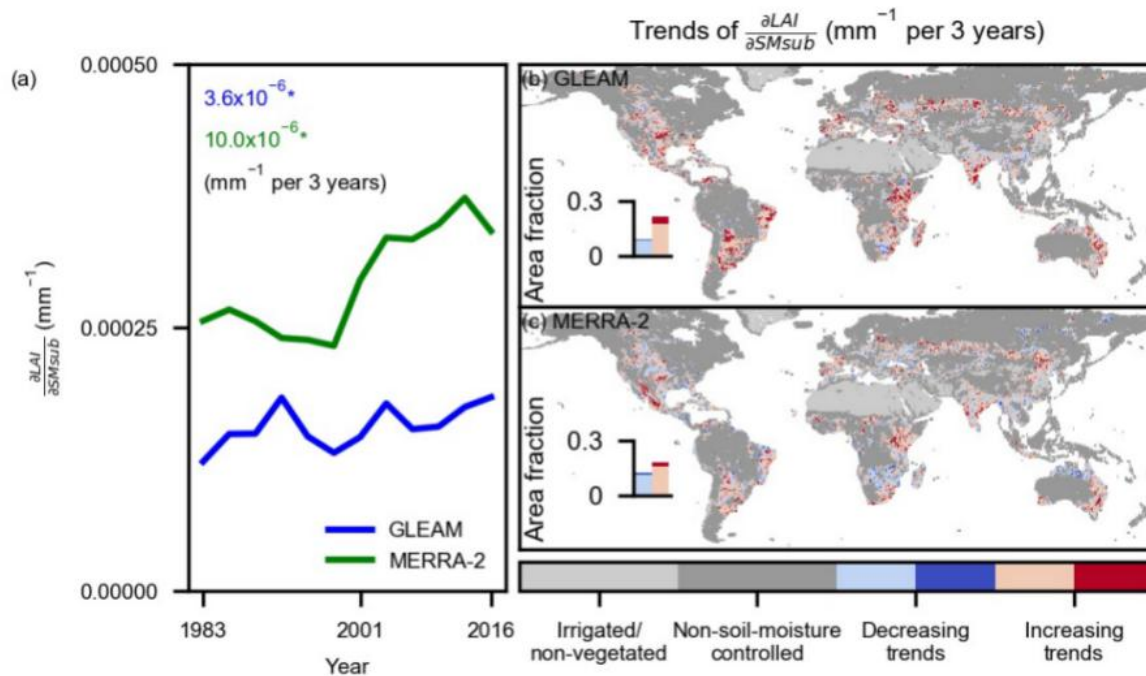 Trends of ∂LAI/∂SMsub (mm⁻¹ per 3 years)
(a)
0.00050
0.00025
0.00000
∂LAI/∂SMsub (mm⁻¹)
3.6x10⁻⁶*
10.0x10⁻⁶*
(mm⁻¹ per 3 years)
GLEAM
MERRA-2
1983
2001
2016
Year
(b) GLEAM
Area fraction
0.3
0
(c) MERRA-2
Area fraction
0.3
0
Irrigated/
non-vegetated
Non-soil-moisture
controlled
Decreasing
trends
Increasing
trends